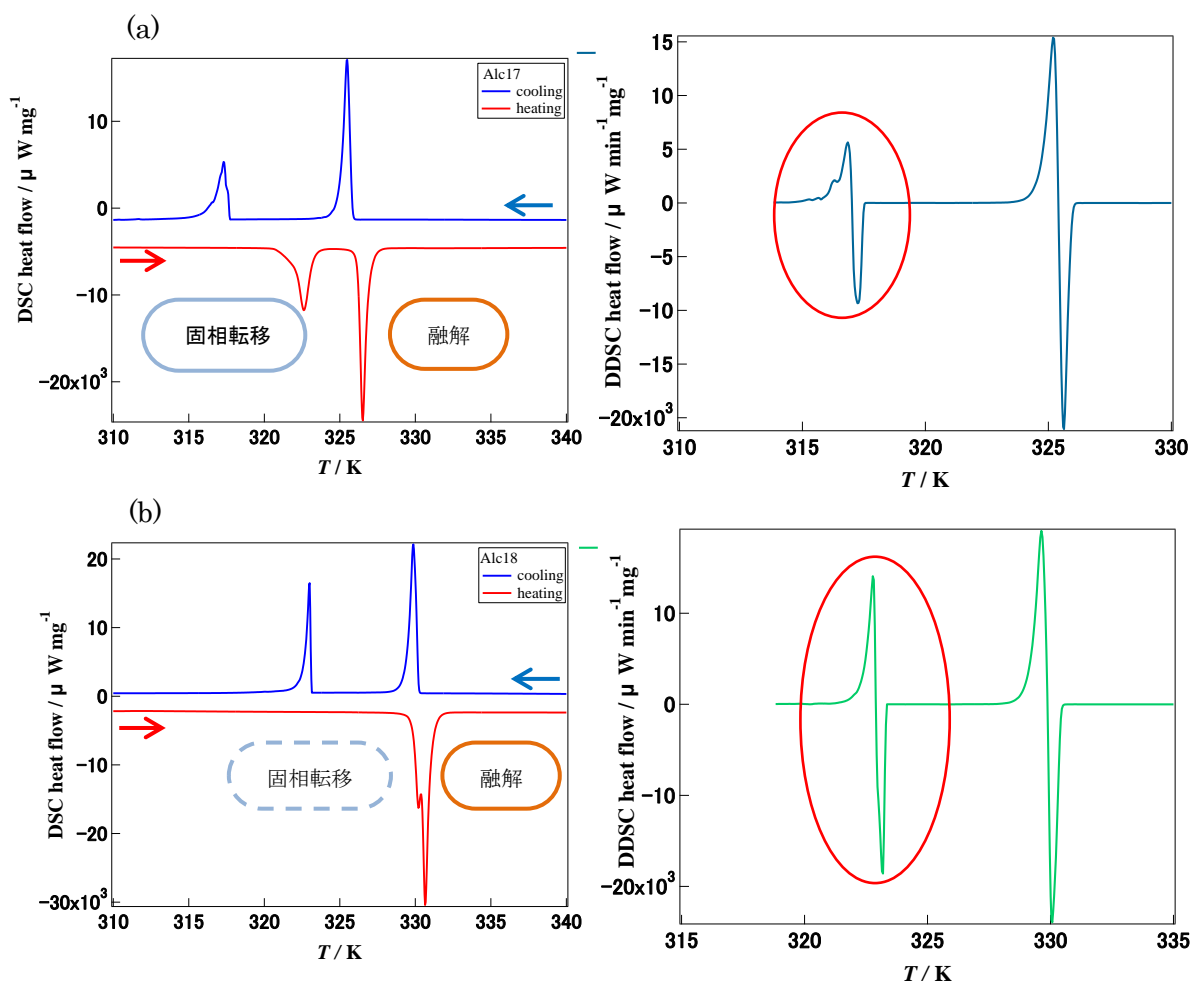 (a)
DSC heat flow / μ W mg⁻¹
10
0
−10
−20x10³
Alc17
cooling
heating
固相転移
融解
310 315 320 325 330 335 340
T / K
DDSC heat flow / μ W min⁻¹mg⁻¹
15
10
5
0
−5
−10
−15
−20x10³
310 315 320 325 330
T / K
(b)
DSC heat flow / μ W mg⁻¹
20
10
0
−10
−20
−30x10³
Alc18
cooling
heating
固相転移
融解
310 315 320 325 330 335 340
T / K
DDSC heat flow / μ W min⁻¹mg⁻¹
10
0
−10
−20x10³
315 320 325 330 335
T / K